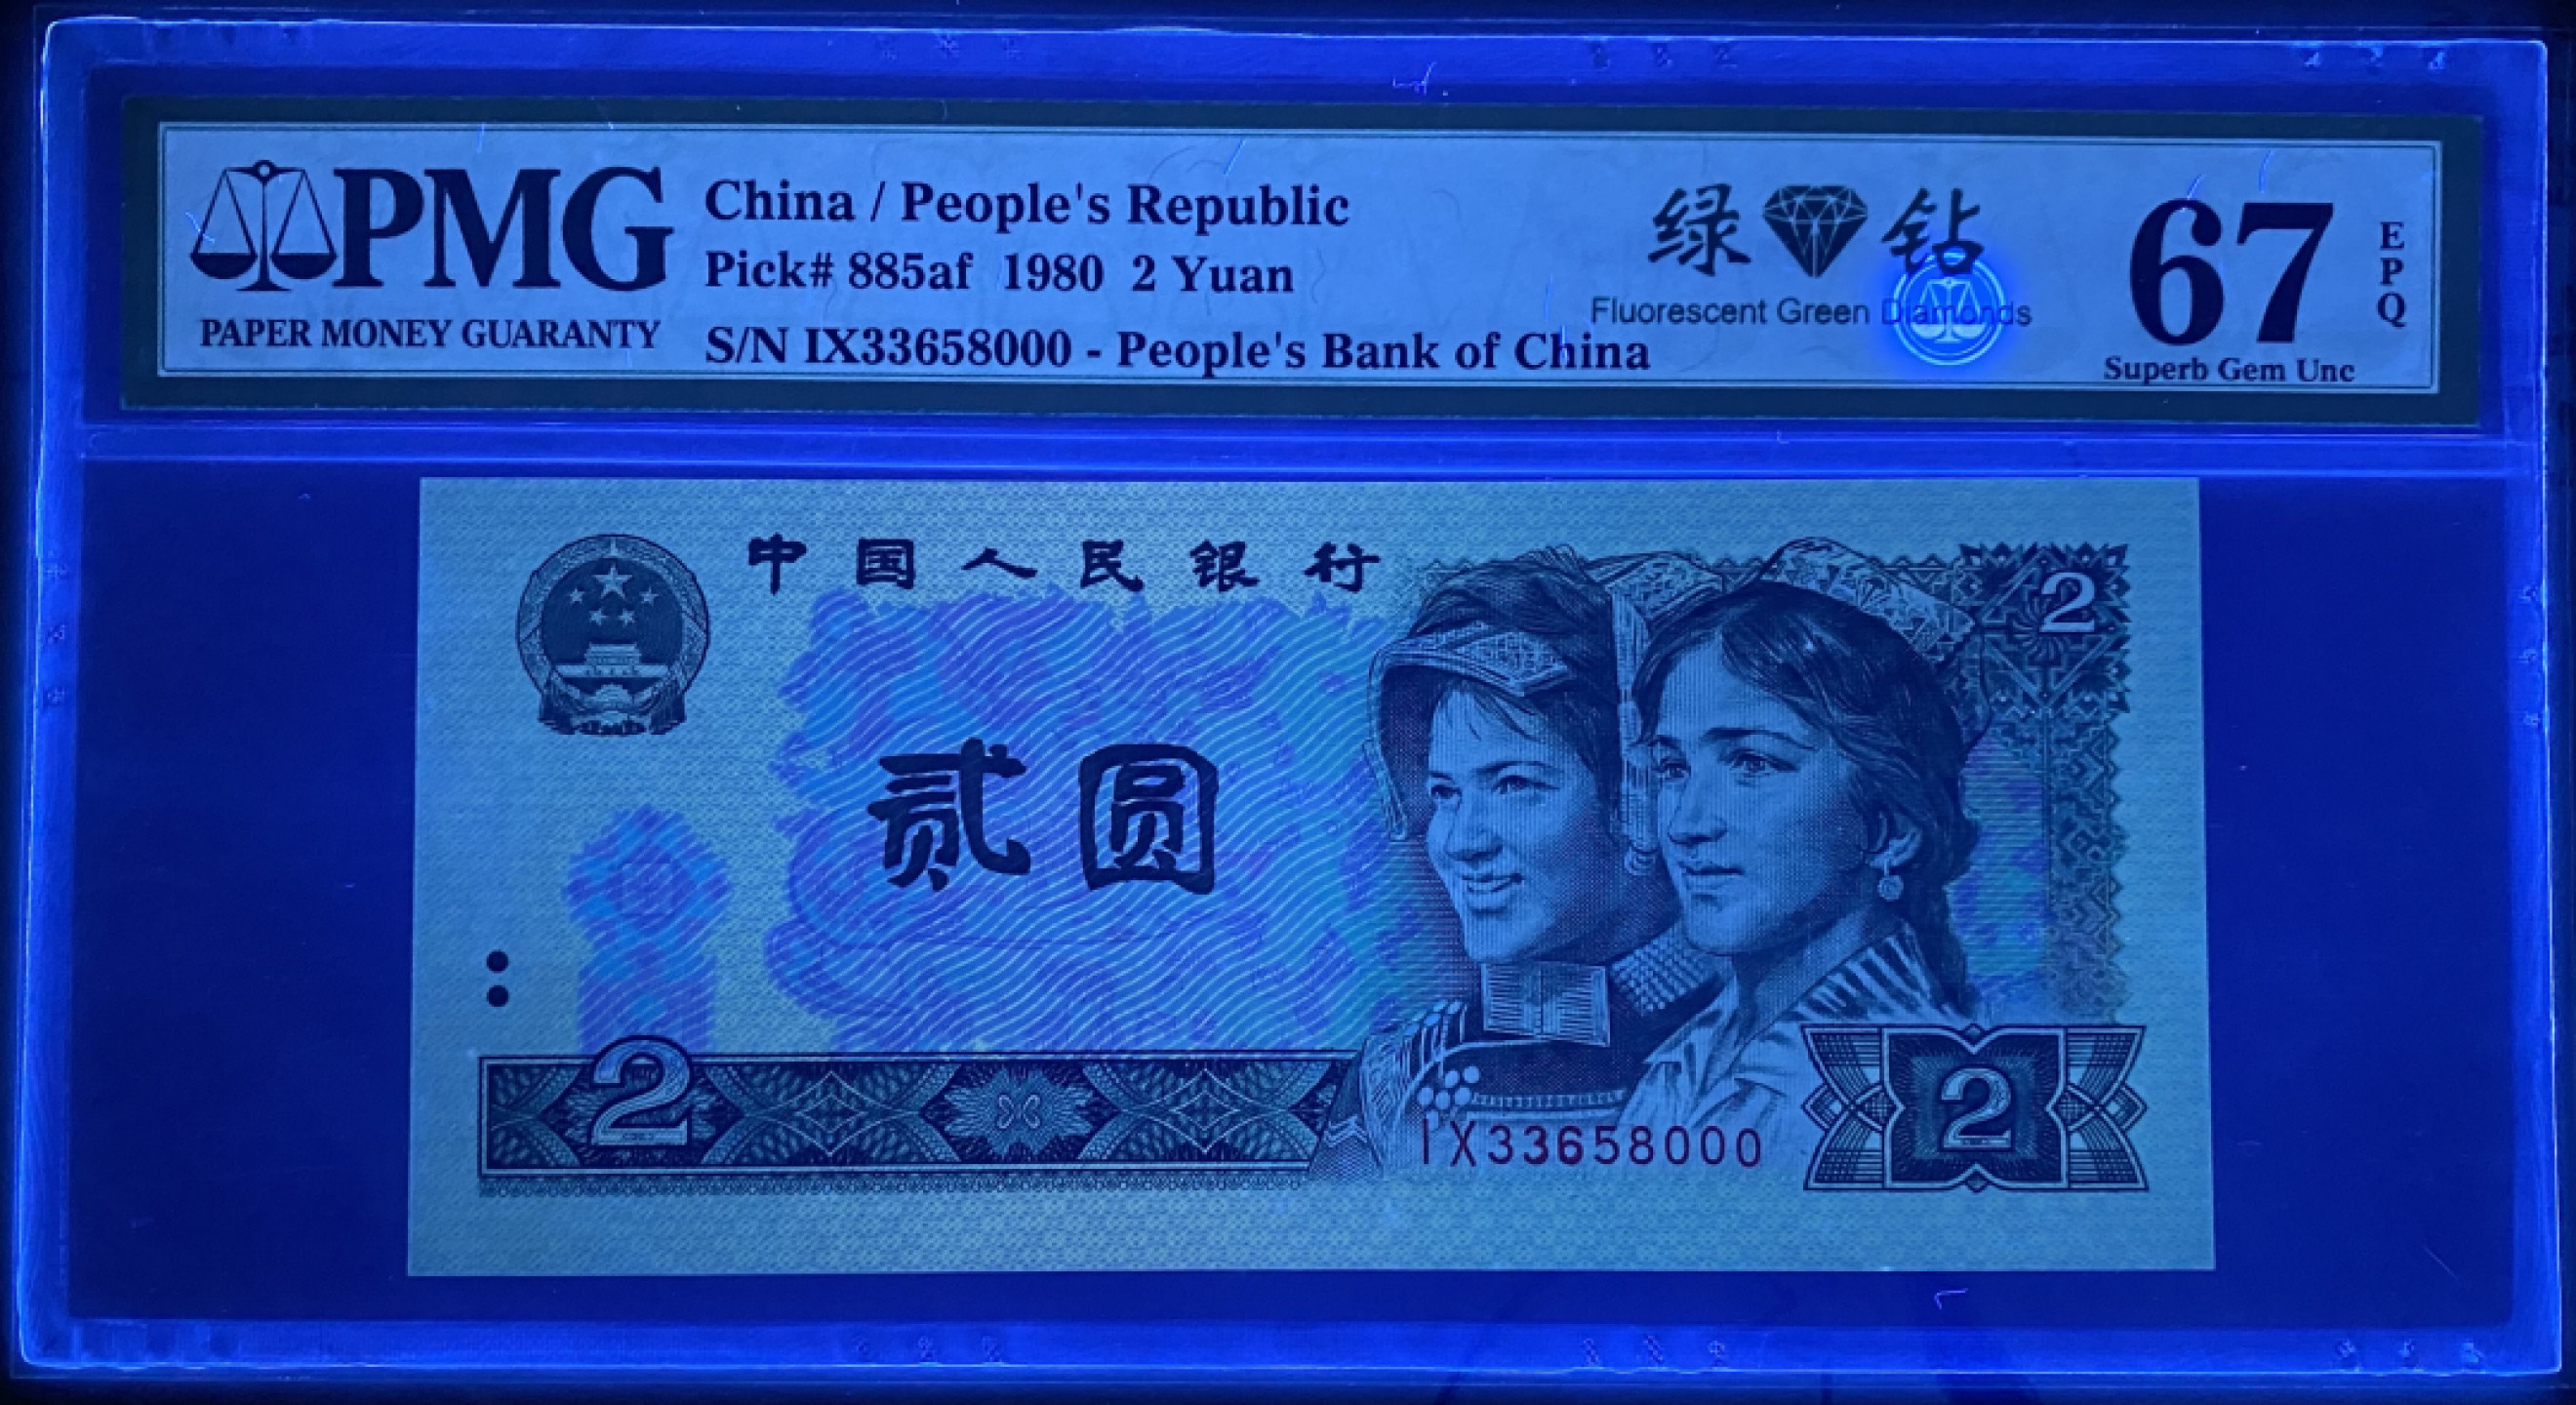 PMG
PAPER MONEY GUARANTY
China / People's Republic
Pick# 885af 1980 2 Yuan
S/N IX33658000 - People's Bank of China
绿钻
Fluorescent Green Diamonds
67
EPQ
Superb Gem Unc
中国人民银行
2
贰圆
2
IX33658000
2